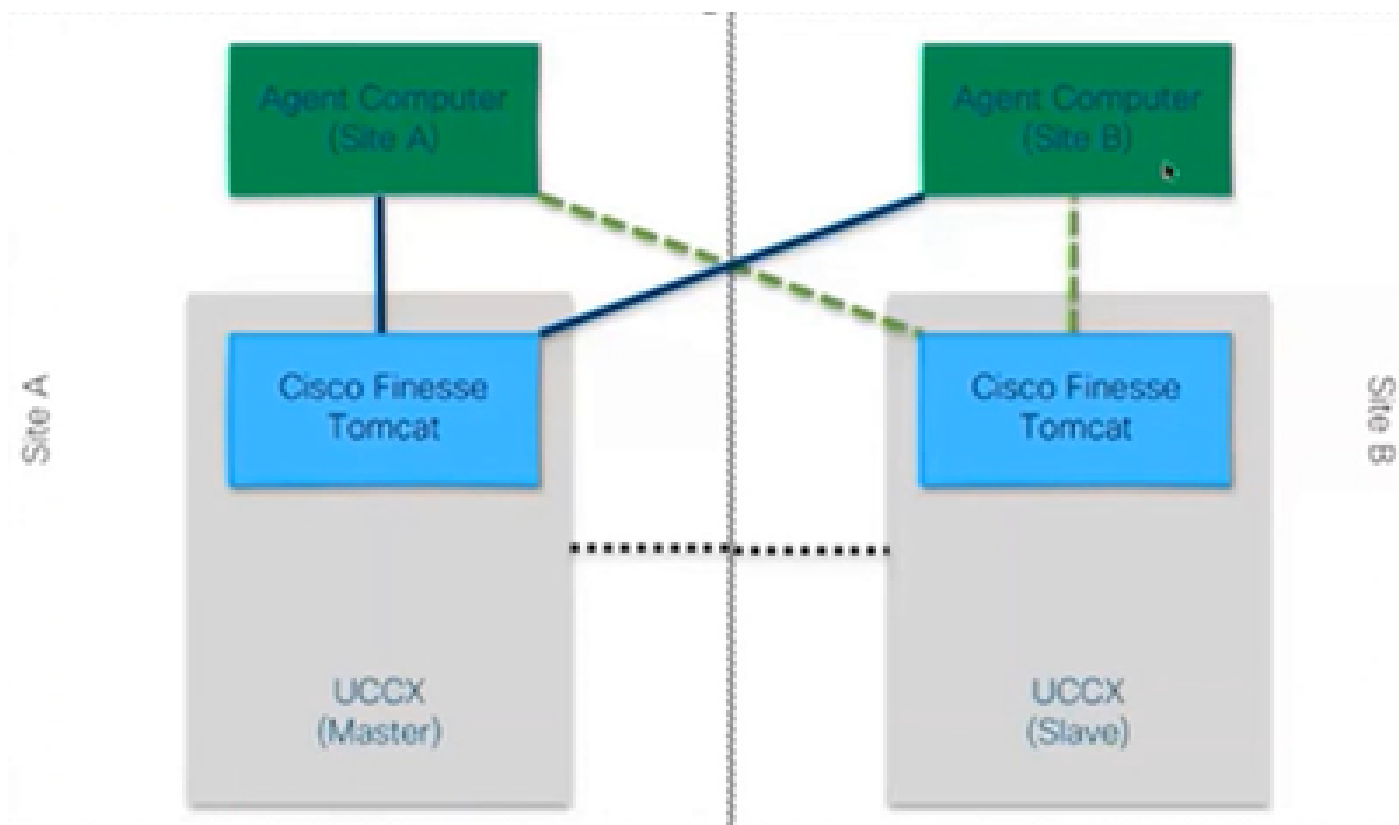 Agent Computer
(Site A)
Agent Computer
(Site B)
Site A
Cisco Finesse
Tomcat
Cisco Finesse
Tomcat
Site B
UCCX
(Master)
UCCX
(Slave)